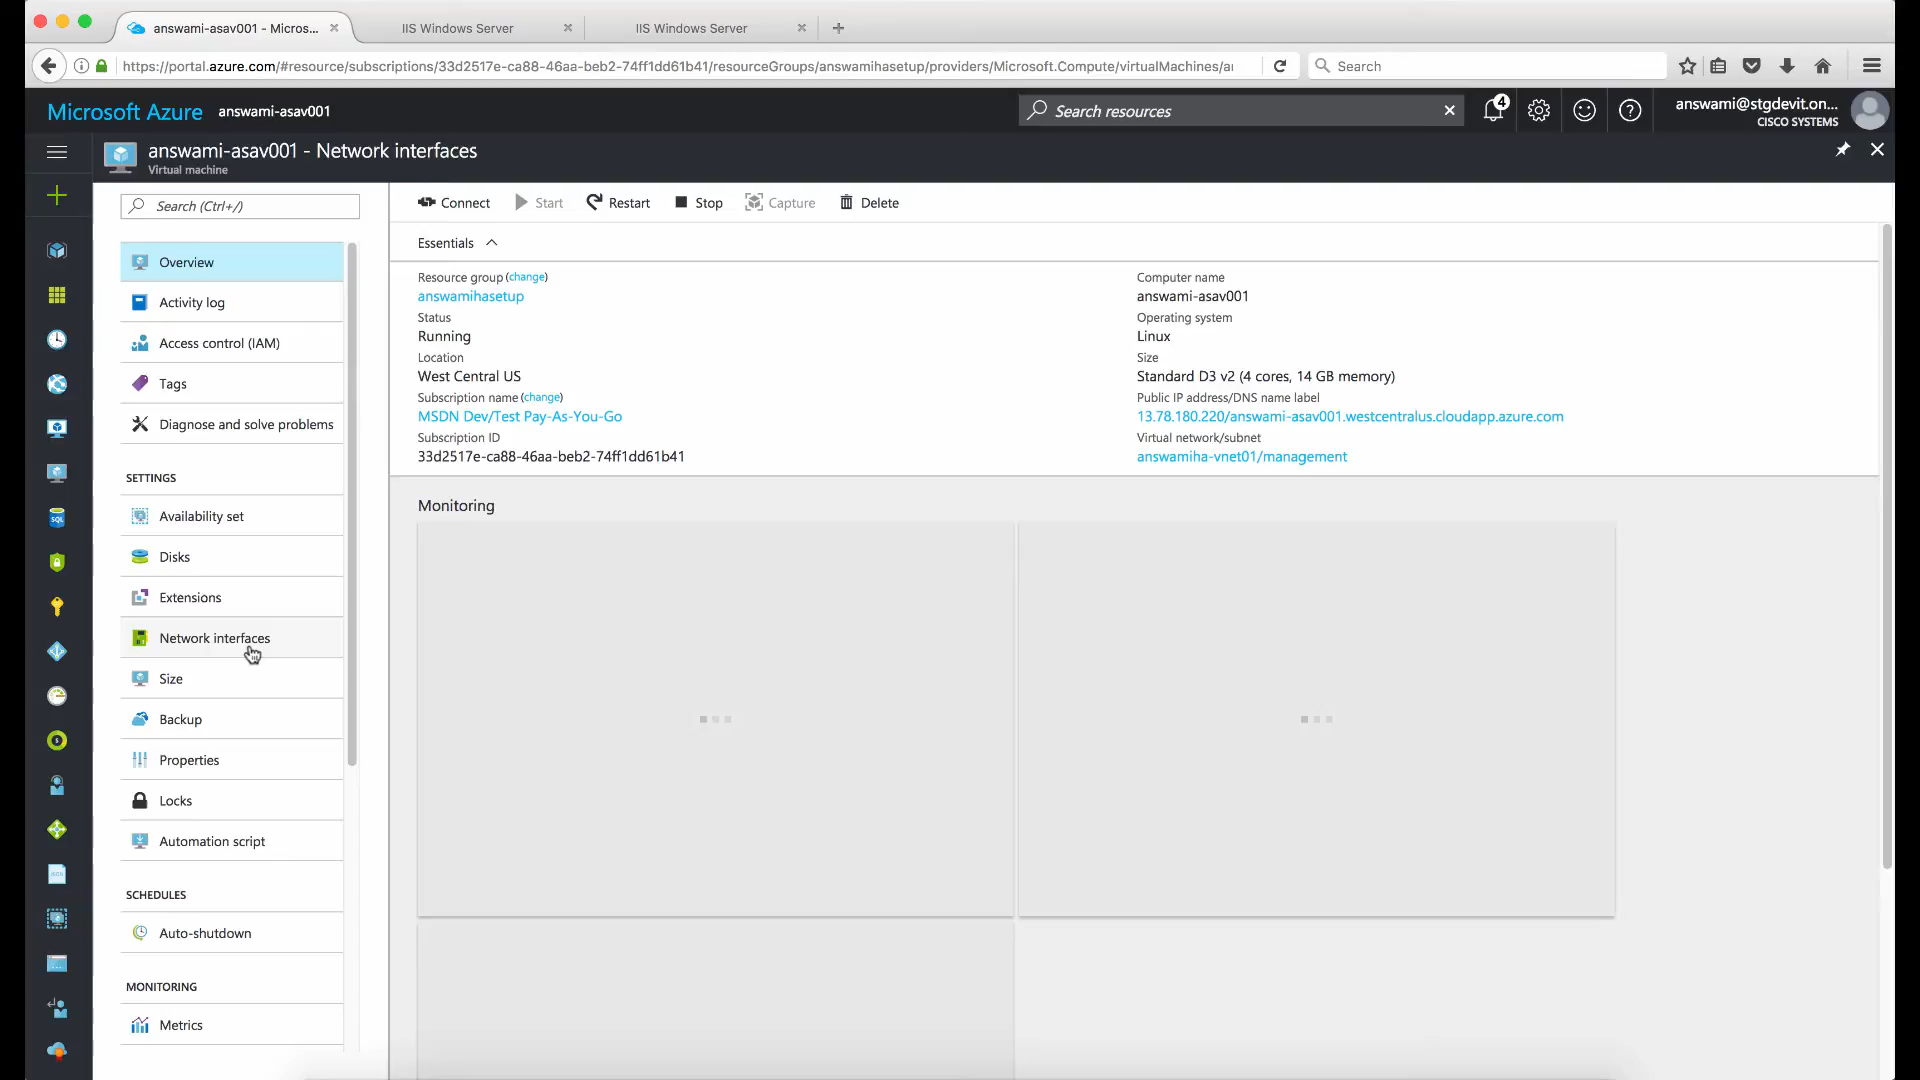 answami-asav001 - Micros...
IIS Windows Server
IIS Windows Server
https://portal.azure.com/#resource/subscriptions/33d2517e-ca88-46aa-beb2-74ff1dd61b41/resourceGroups/answamihasetup/providers/Microsoft.Compute/virtualMachines/ai
Search
Microsoft Azure answami-asav001
Search resources
4
answami@stgdevit.on...
CISCO SYSTEMS
answami-asav001 - Network interfaces
Virtual machine
Search (Ctrl+/)
Overview
Activity log
Access control (IAM)
Tags
Diagnose and solve problems
SETTINGS
Availability set
Disks
Extensions
Network interfaces
Size
Backup
Properties
Locks
Automation script
SCHEDULES
Auto-shutdown
MONITORING
Metrics
Connect Start Restart Stop Capture Delete
Essentials
Resource group (change)
answamihasetup
Status
Running
Location
West Central US
Subscription name (change)
MSDN Dev/Test Pay-As-You-Go
Subscription ID
33d2517e-ca88-46aa-beb2-74ff1dd61b41
Computer name
answami-asav001
Operating system
Linux
Size
Standard D3 v2 (4 cores, 14 GB memory)
Public IP address/DNS name label
13.78.180.220/answami-asav001.westcentralus.cloudapp.azure.com
Virtual network/subnet
answamiha-vnet01/management
Monitoring